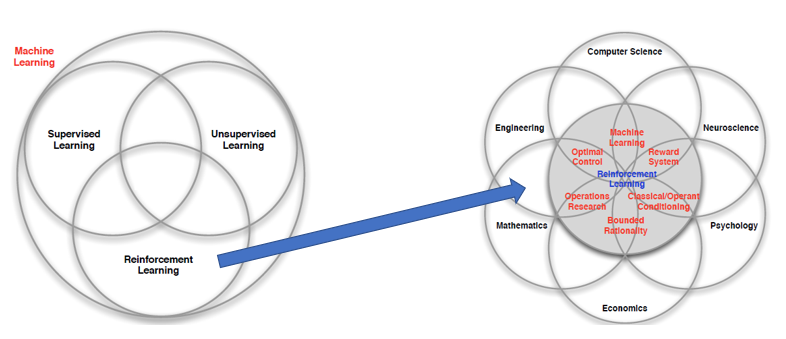 Machine
Learning
Supervised
Learning
Unsupervised
Learning
Reinforcement
Learning
Computer Science
Engineering
Neuroscience
Machine
Learning
Optimal
Control
Reward
System
Reinforcement
Learning
Operations
Research
Classical/Operant
Conditioning
Bounded
Rationality
Mathematics
Psychology
Economics